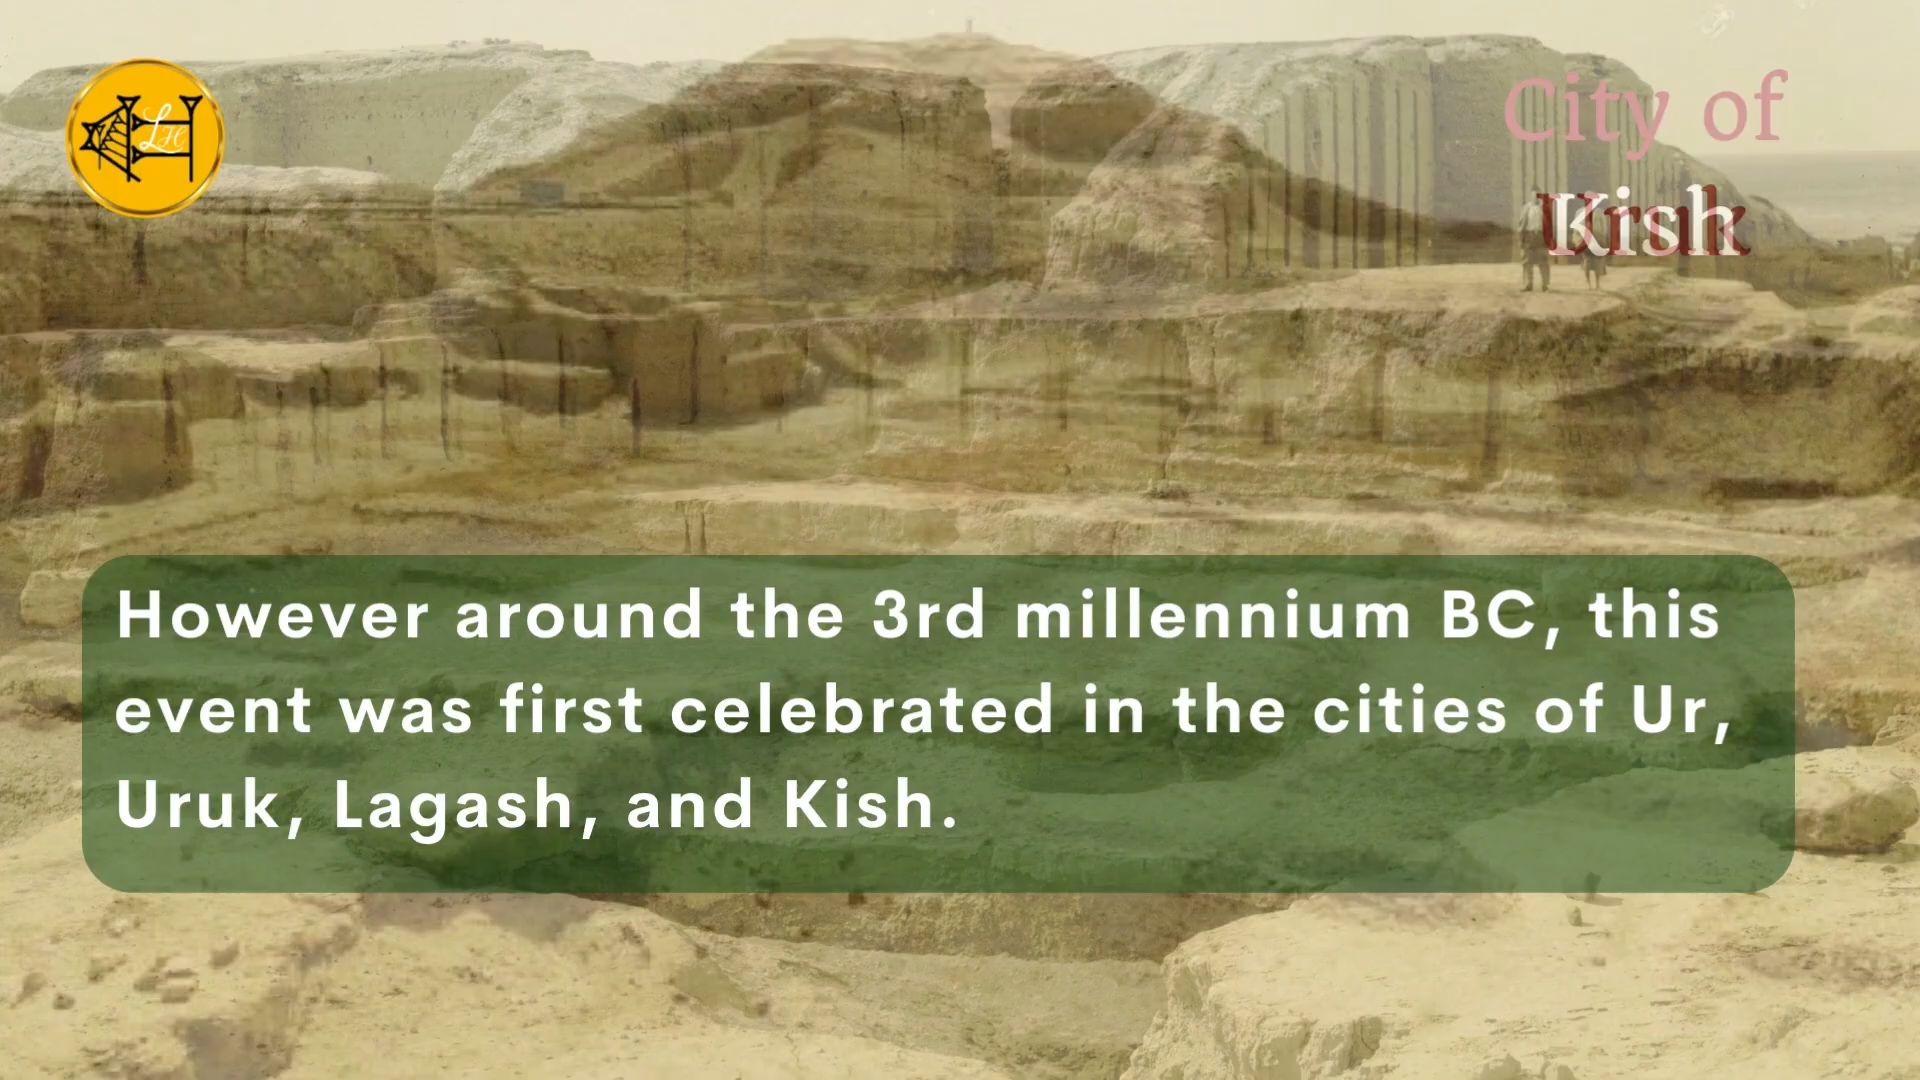 City of
Kish
However around the 3rd millennium BC, this
event was first celebrated in the cities of Ur,
Uruk, Lagash, and Kish.